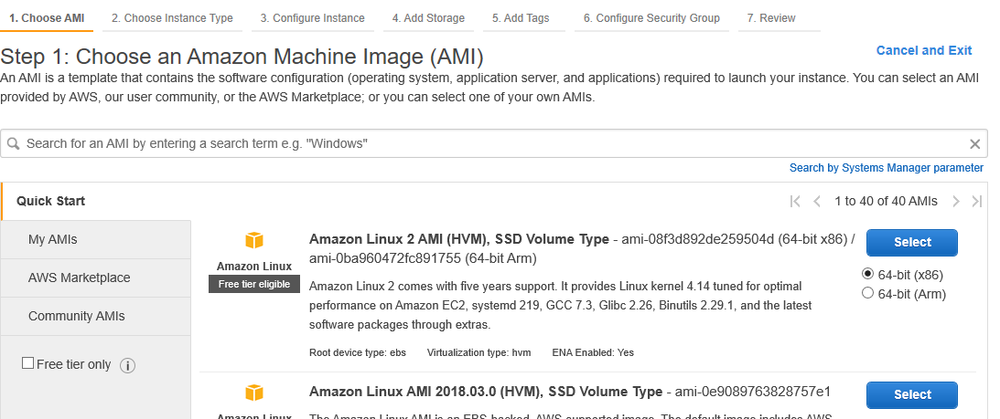 1. Choose AMI 2. Choose Instance Type 3. Configure Instance 4. Add Storage 5. Add Tags 6. Configure Security Group 7. Review
Step 1: Choose an Amazon Machine Image (AMI)
Cancel and Exit
An AMI is a template that contains the software configuration (operating system, application server, and applications) required to launch your instance. You can select an AMI
provided by AWS, our user community, or the AWS Marketplace; or you can select one of your own AMIs.
Search for an AMI by entering a search term e.g. "Windows"
Search by Systems Manager parameter
Quick Start
1 to 40 of 40 AMIs
My AMIs
AWS Marketplace
Community AMIs
Free tier only
Amazon Linux
Free tier eligible
Amazon Linux 2 AMI (HVM), SSD Volume Type - ami-08f3d892de259504d (64-bit x86) /
ami-0ba960472fc891755 (64-bit Arm)
Amazon Linux 2 comes with five years support. It provides Linux kernel 4.14 tuned for optimal
performance on Amazon EC2, systemd 219, GCC 7.3, Glibc 2.26, Binutils 2.29.1, and the latest
software packages through extras.
Root device type: ebs Virtualization type: hvm ENA Enabled: Yes
Select
64-bit (x86)
64-bit (Arm)
Amazon Linux
Amazon Linux AMI 2018.03.0 (HVM), SSD Volume Type - ami-0e9089763828757e1
The Amazon Linux AMI is an EBS-backed, AWS-supported image. The default image includes AWS
Select